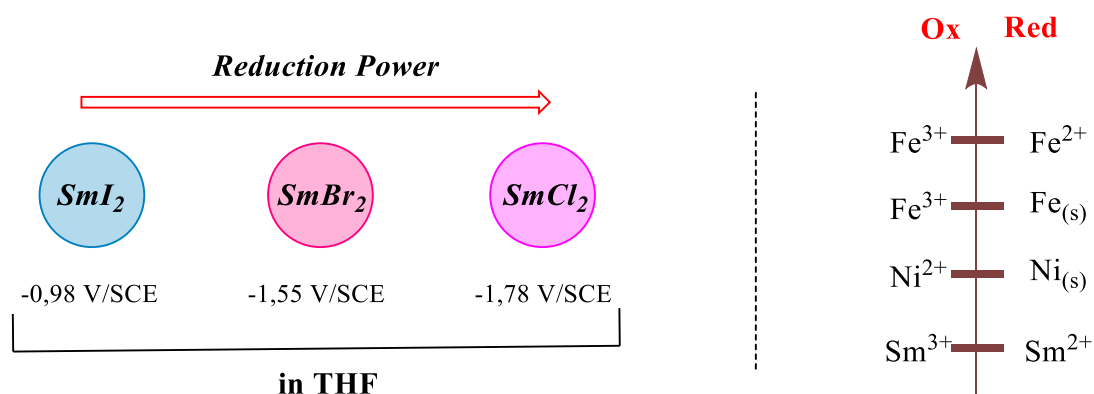 Reduction Power
SmI₂ SmBr₂ SmCl₂
-0,98 V/SCE -1,55 V/SCE -1,78 V/SCE
in THF
Ox Red
Fe³⁺ Fe²⁺
Fe³⁺ Fe₍s₎
Ni²⁺ Ni₍s₎
Sm³⁺ Sm²⁺